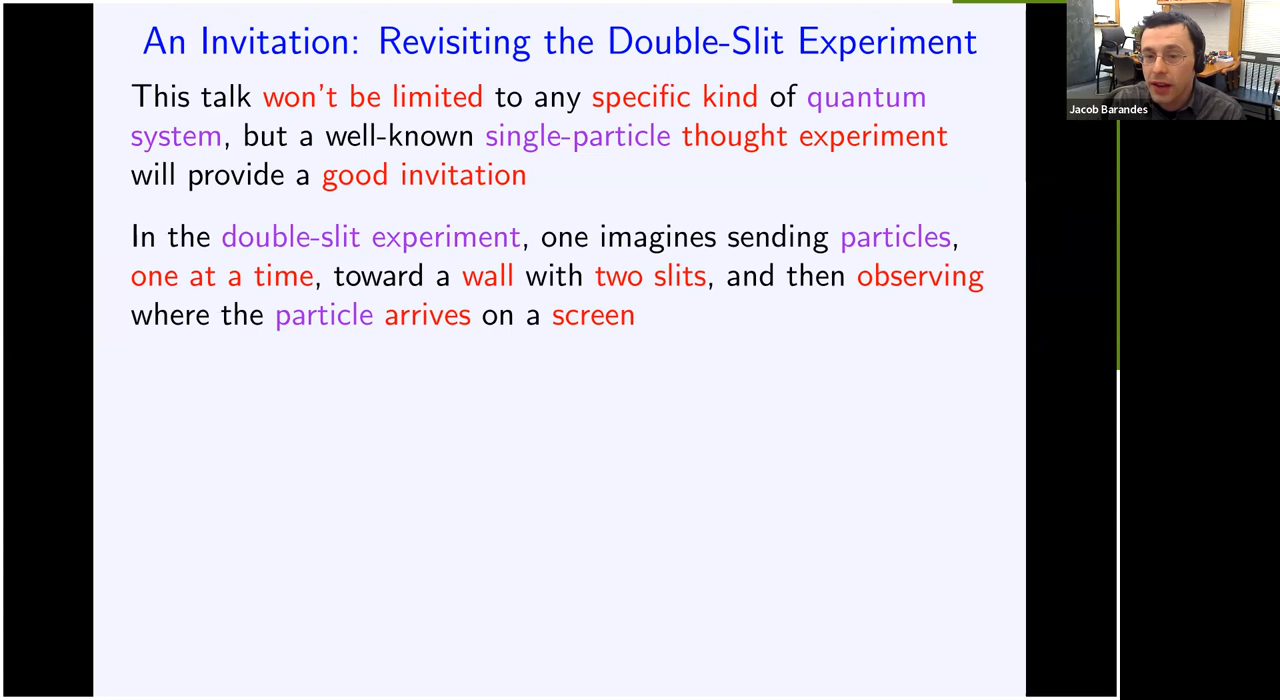 An Invitation: Revisiting the Double-Slit Experiment
This talk won't be limited to any specific kind of quantum
system, but a well-known single-particle thought experiment
will provide a good invitation
In the double-slit experiment, one imagines sending particles,
one at a time, toward a wall with two slits, and then observing
where the particle arrives on a screen
Jacob Barandes